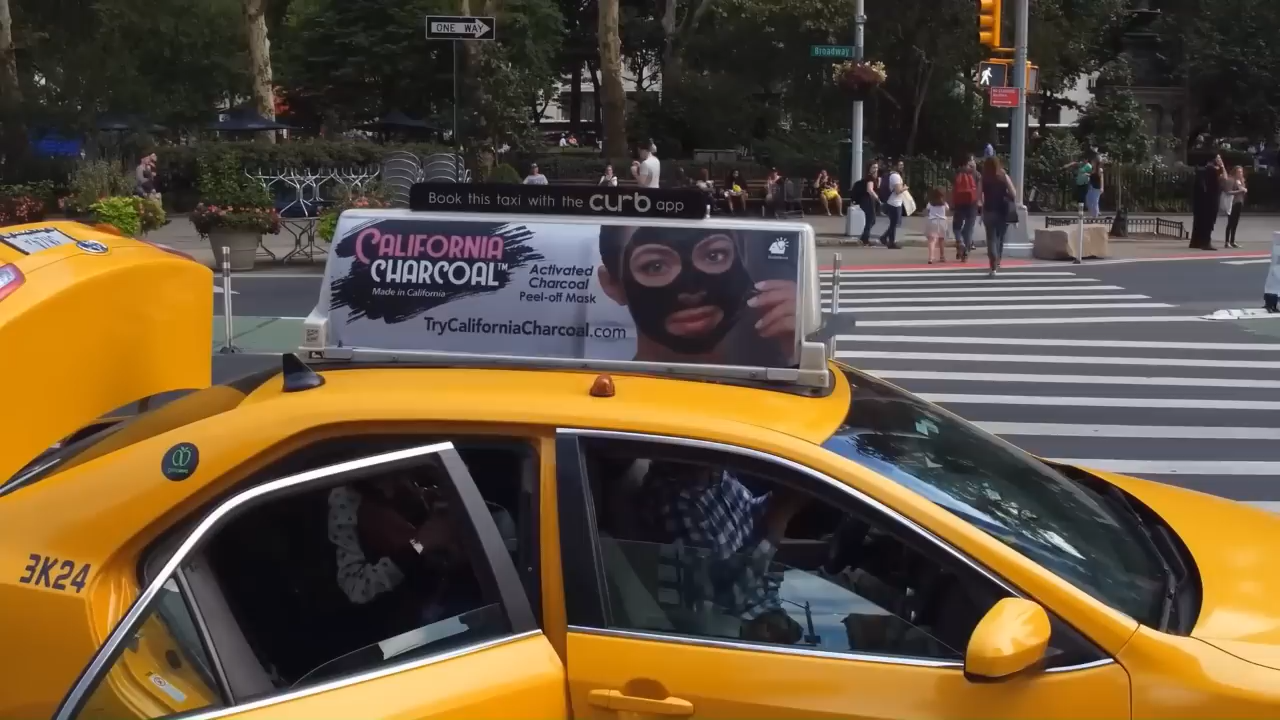 ONE WAY
Broadway
Book this taxi with the curb app
CALIFORNIA
CHARCOAL™
Made in California
Activated
Charcoal
Peel-off Mask
TryCaliforniaCharcoal.com
3K24